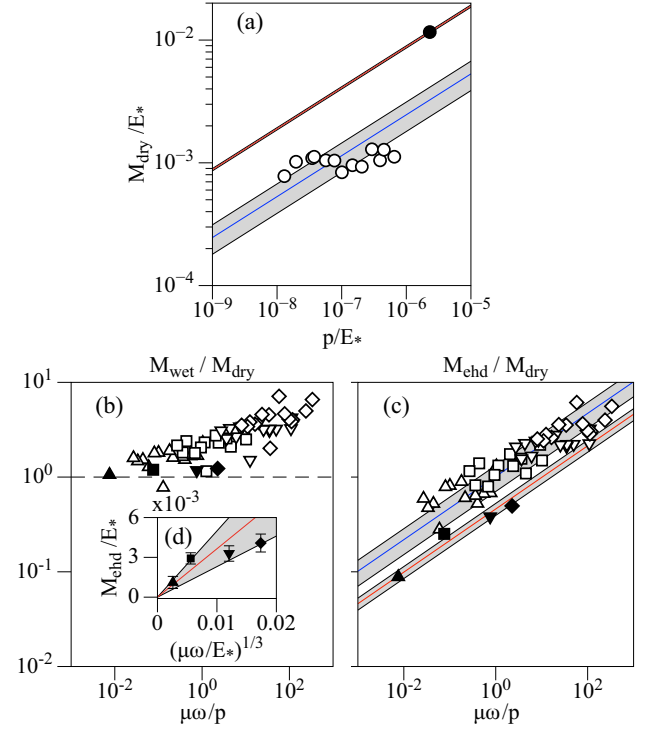 (a)
M_dry/E*
10^-2
10^-3
10^-4
10^-9 10^-8 10^-7 10^-6 10^-5
p/E*
M_wet / M_dry
M_ehd / M_dry
(b)
(c)
10^1
10^0
10^-1
10^-2
x10^-3
M_ehd/E*
6
3
0
(d)
0 0.01 0.02
(μω/E*)^1/3
10^-2 10^0 10^2
10^-2 10^0 10^2
μω/p
μω/p